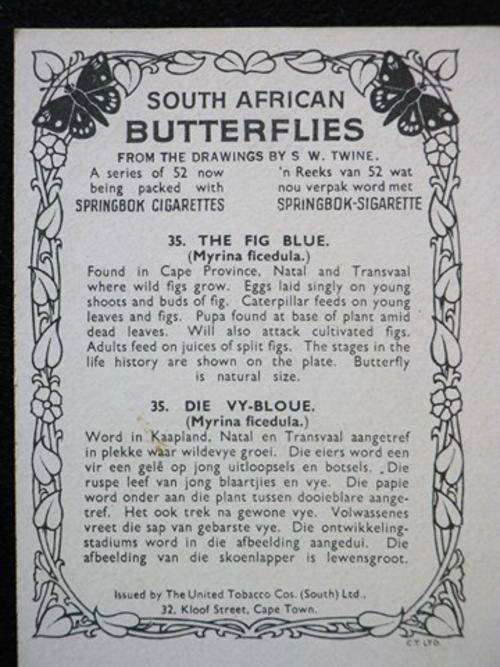 SOUTH AFRICAN
BUTTERFLIES
FROM THE DRAWINGS BY S W. TWINE.
A series of 52 now
being packed with
SPRINGBOK CIGARETTES
'n Reeks van 52 wat
nou verpak word met
SPRINGBOK-SIGARETTE
35. THE FIG BLUE.
(Myrina ficedula.)
Found in Cape Province, Natal and Transvaal
where wild figs grow. Eggs laid singly on young
shoots and buds of fig. Caterpillar feeds on young
leaves and figs. Pupa found at base of plant amid
dead leaves. Will also attack cultivated figs.
Adults feed on juices of split figs. The stages in the
life history are shown on the plate. Butterfly
is natural size.
35. DIE VY-BLOUE.
(Myrina ficedula.)
Word in Kaapland, Natal en Transvaal aangetref
in plekke waar wildevye groei. Die eiers word een
vir een gelê op jong uitloopsels en botsels. Die
ruspe leef van jong blaartjies en vye. Die papie
word onder aan die plant tussen dooieblare aange-
tref. Het ook trek na gewone vye. Volwassenes
vreet die sap van gebarste vye. Die ontwikkeling-
stadiums word in die afbeelding aangedui. Die
afbeelding van die skoenlapper is lewensgroot.
Issued by The United Tobacco Cos. (South) Ltd.,
32. Kloof Street, Cape Town.
C.T. LTD.